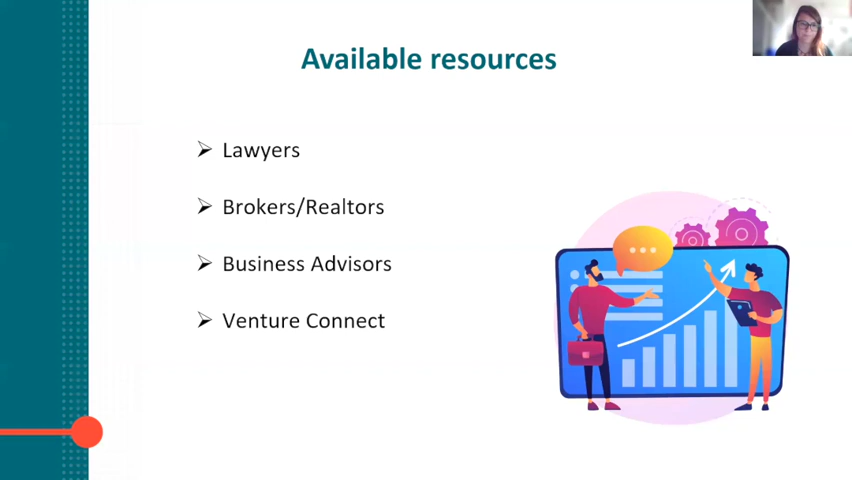 Available resources
Lawyers
Brokers/Realtors
Business Advisors
Venture Connect